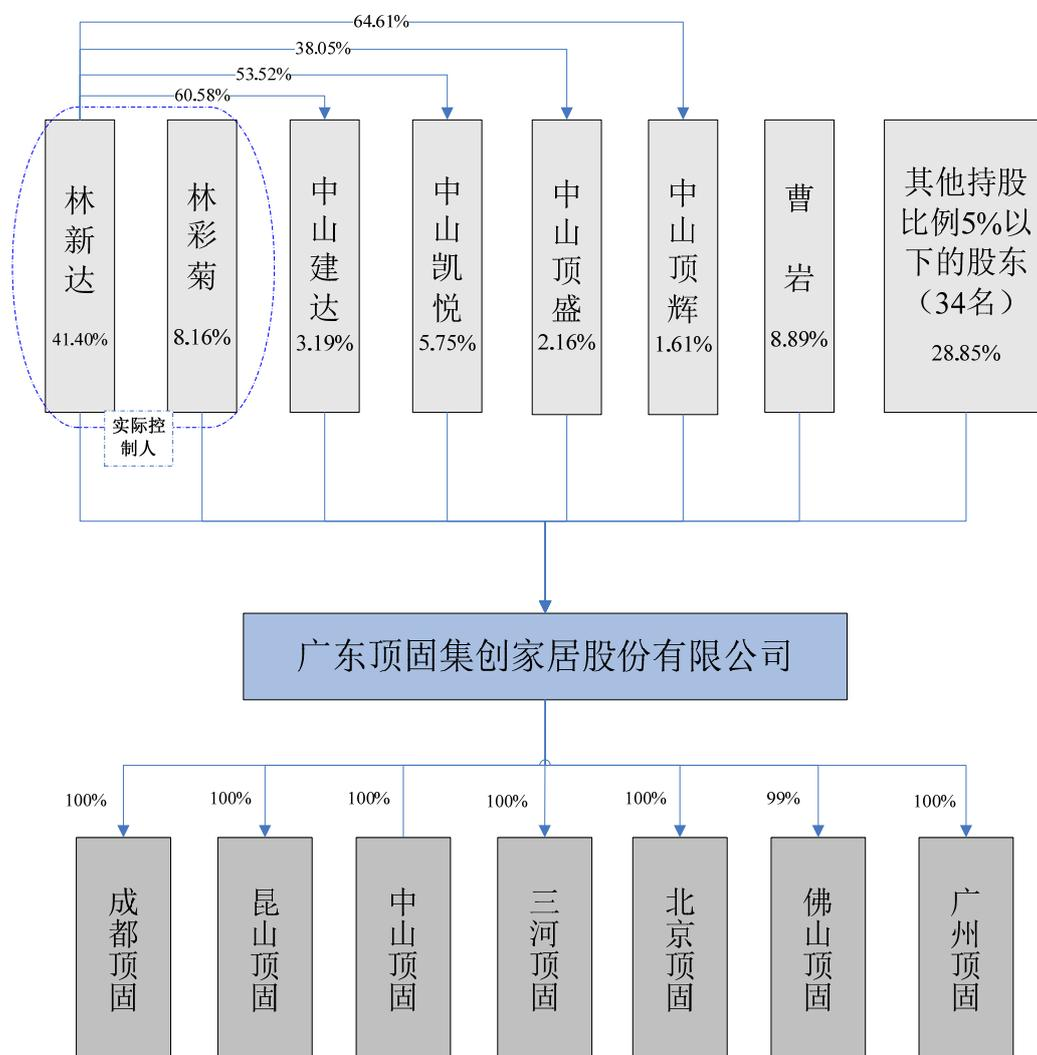 64.61%
38.05%
53.52%
60.58%
林新达
41.40%
林彩菊
8.16%
中山建达
3.19%
中山凯悦
5.75%
中山顶盛
2.16%
中山顶辉
1.61%
曹岩
8.89%
其他持股
比例5%以
下的股东
（34名）
28.85%
实际控
制人
广东顶固集创家居股份有限公司
100%
100%
100%
100%
100%
99%
100%
成都顶固
昆山顶固
中山顶固
三河顶固
北京顶固
佛山顶固
广州顶固